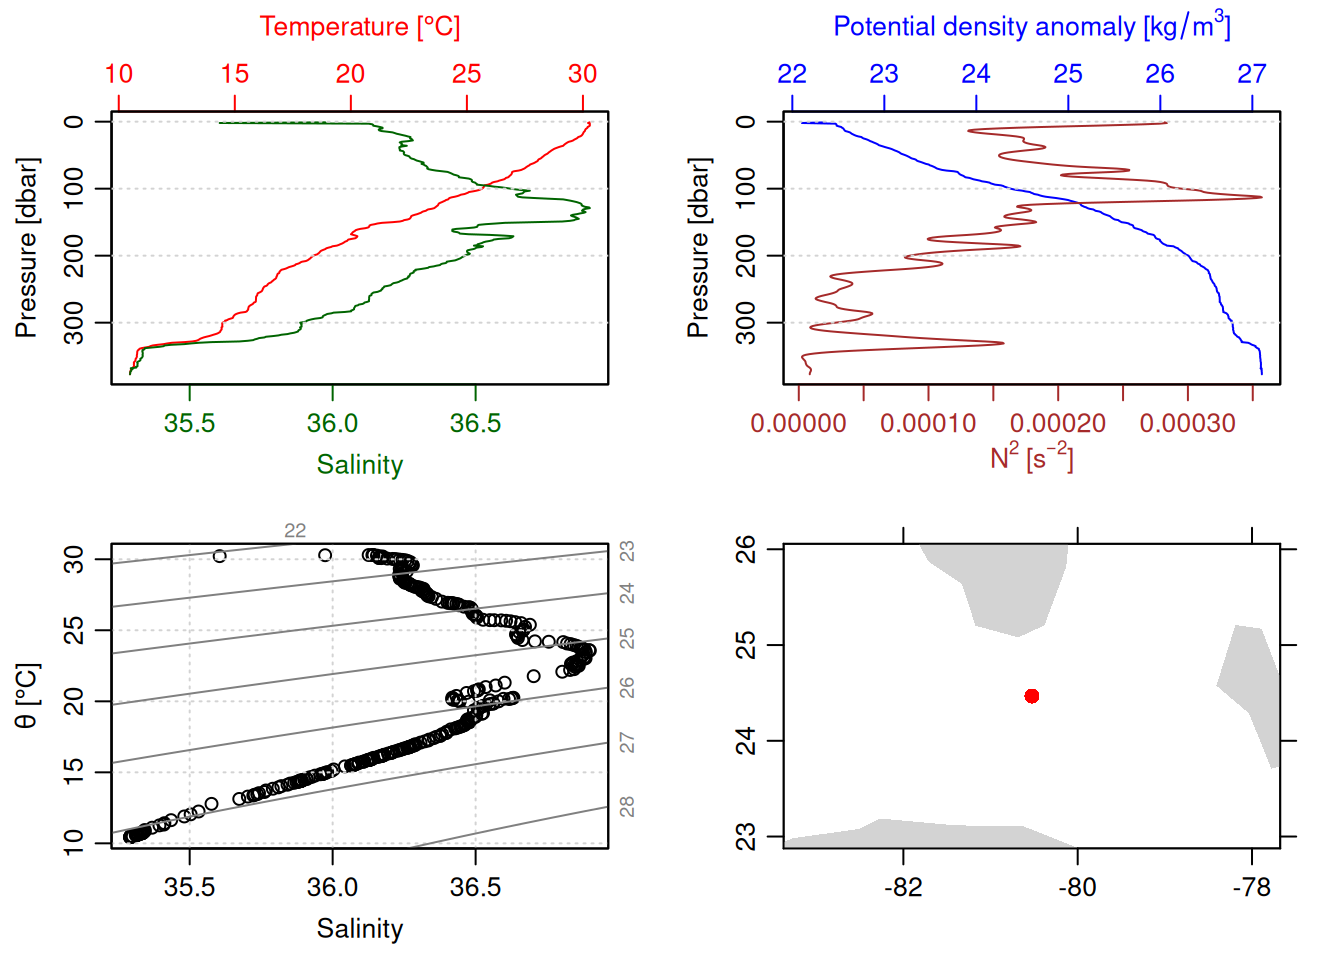 Temperature [°C]
10 15 20 25 30
0
100
200
300
Pressure [dbar]
35.5 36.0 36.5
Salinity
Potential density anomaly [kg/m³]
22 23 24 25 26 27
0
100
200
300
Pressure [dbar]
0.00000 0.00010 0.00020 0.00030
N² [s⁻²]
22
23
24
25
26
27
28
30
25
20
15
10
θ [°C]
35.5 36.0 36.5
Salinity
26
25
24
23
-82 -80 -78